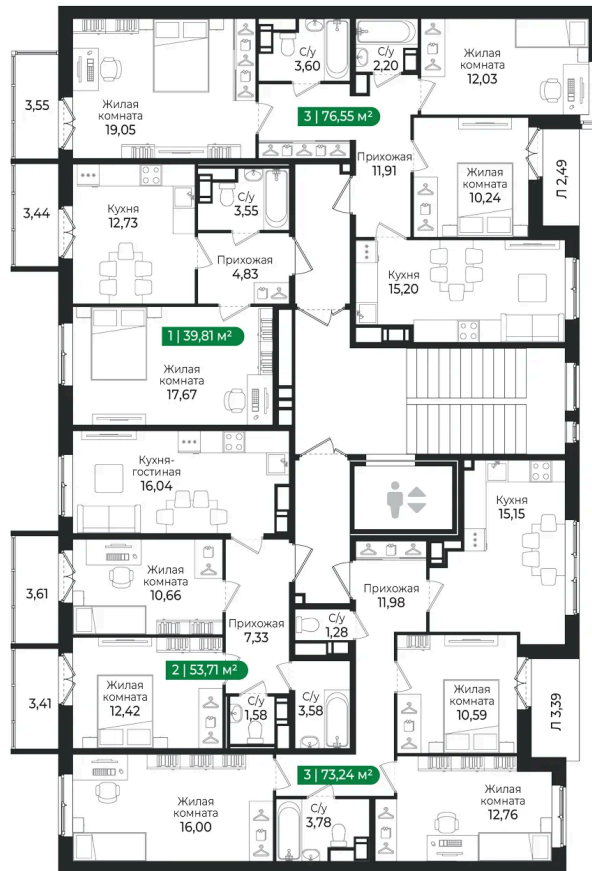 С/у
3,60
С/у
2,20
Жилая
комната
12,03
3,55
Жилая
комната
19,05
3 | 76,55 м²
Прихожая
11,91
Жилая
комната
10,24
Л 2,49
3,44
Кухня
12,73
С/у
3,55
Прихожая
4,83
Кухня
15,20
1 | 39,81 м²
Жилая
комната
17,67
Кухня-
гостиная
16,04
Кухня
15,15
3,61
Жилая
комната
10,66
Прихожая
7,33
С/у
1,28
Прихожая
11,98
2 | 53,71 м²
3,41
Жилая
комната
12,42
С/у
1,58
С/у
3,58
Жилая
комната
10,59
Л 3,39
3 | 73,24 м²
Жилая
комната
16,00
С/у
3,78
Жилая
комната
12,76